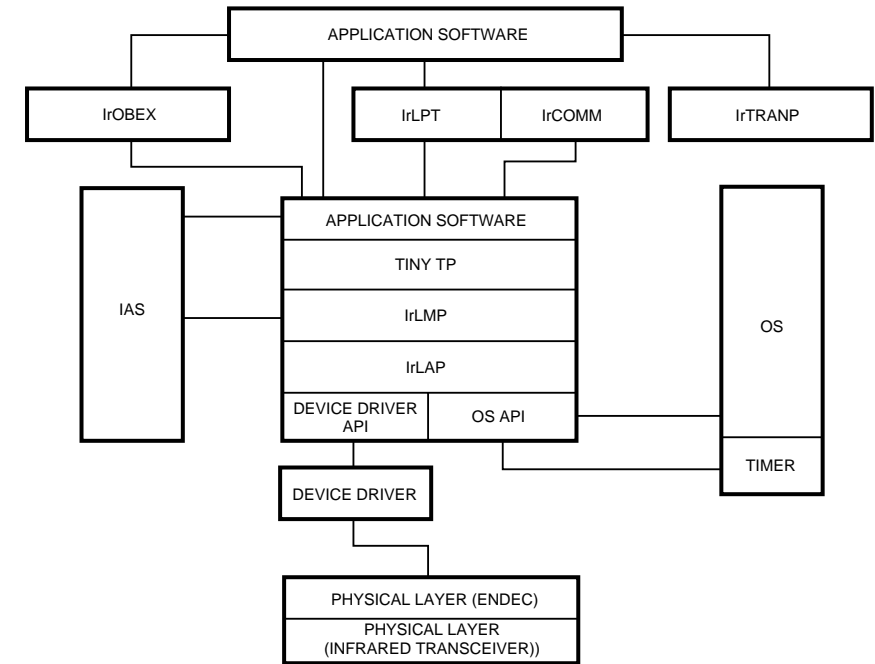 APPLICATION SOFTWARE
IrOBEX
IrLPT
IrCOMM
IrTRANP
APPLICATION SOFTWARE
TINY TP
IAS
IrLMP
OS
IrLAP
DEVICE DRIVER
API
OS API
TIMER
DEVICE DRIVER
PHYSICAL LAYER (ENDEC)
PHYSICAL LAYER
(INFRARED TRANSCEIVER))